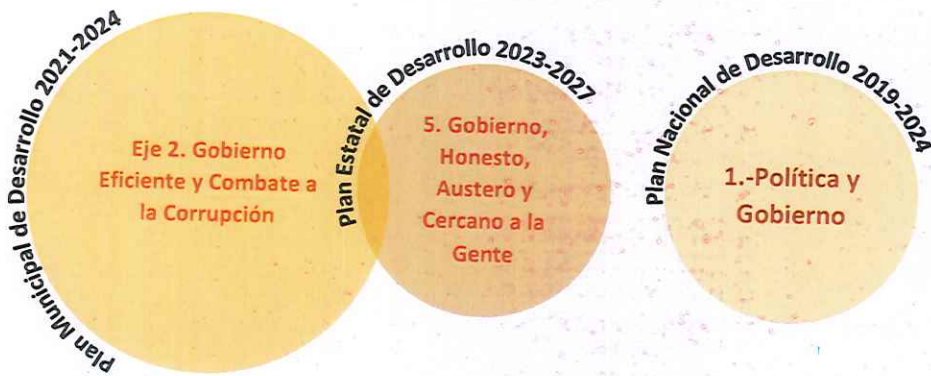 Plan Municipal de Desarrollo 2021-2024
Eje 2. Gobierno
Eficiente y Combate a
la Corrupción
Plan Estatal de Desarrollo 2023-2027
5. Gobierno,
Honesto,
Austero y
Cercano a la
Gente
Plan Nacional de Desarrollo 2019-2024
1.-Política y
Gobierno